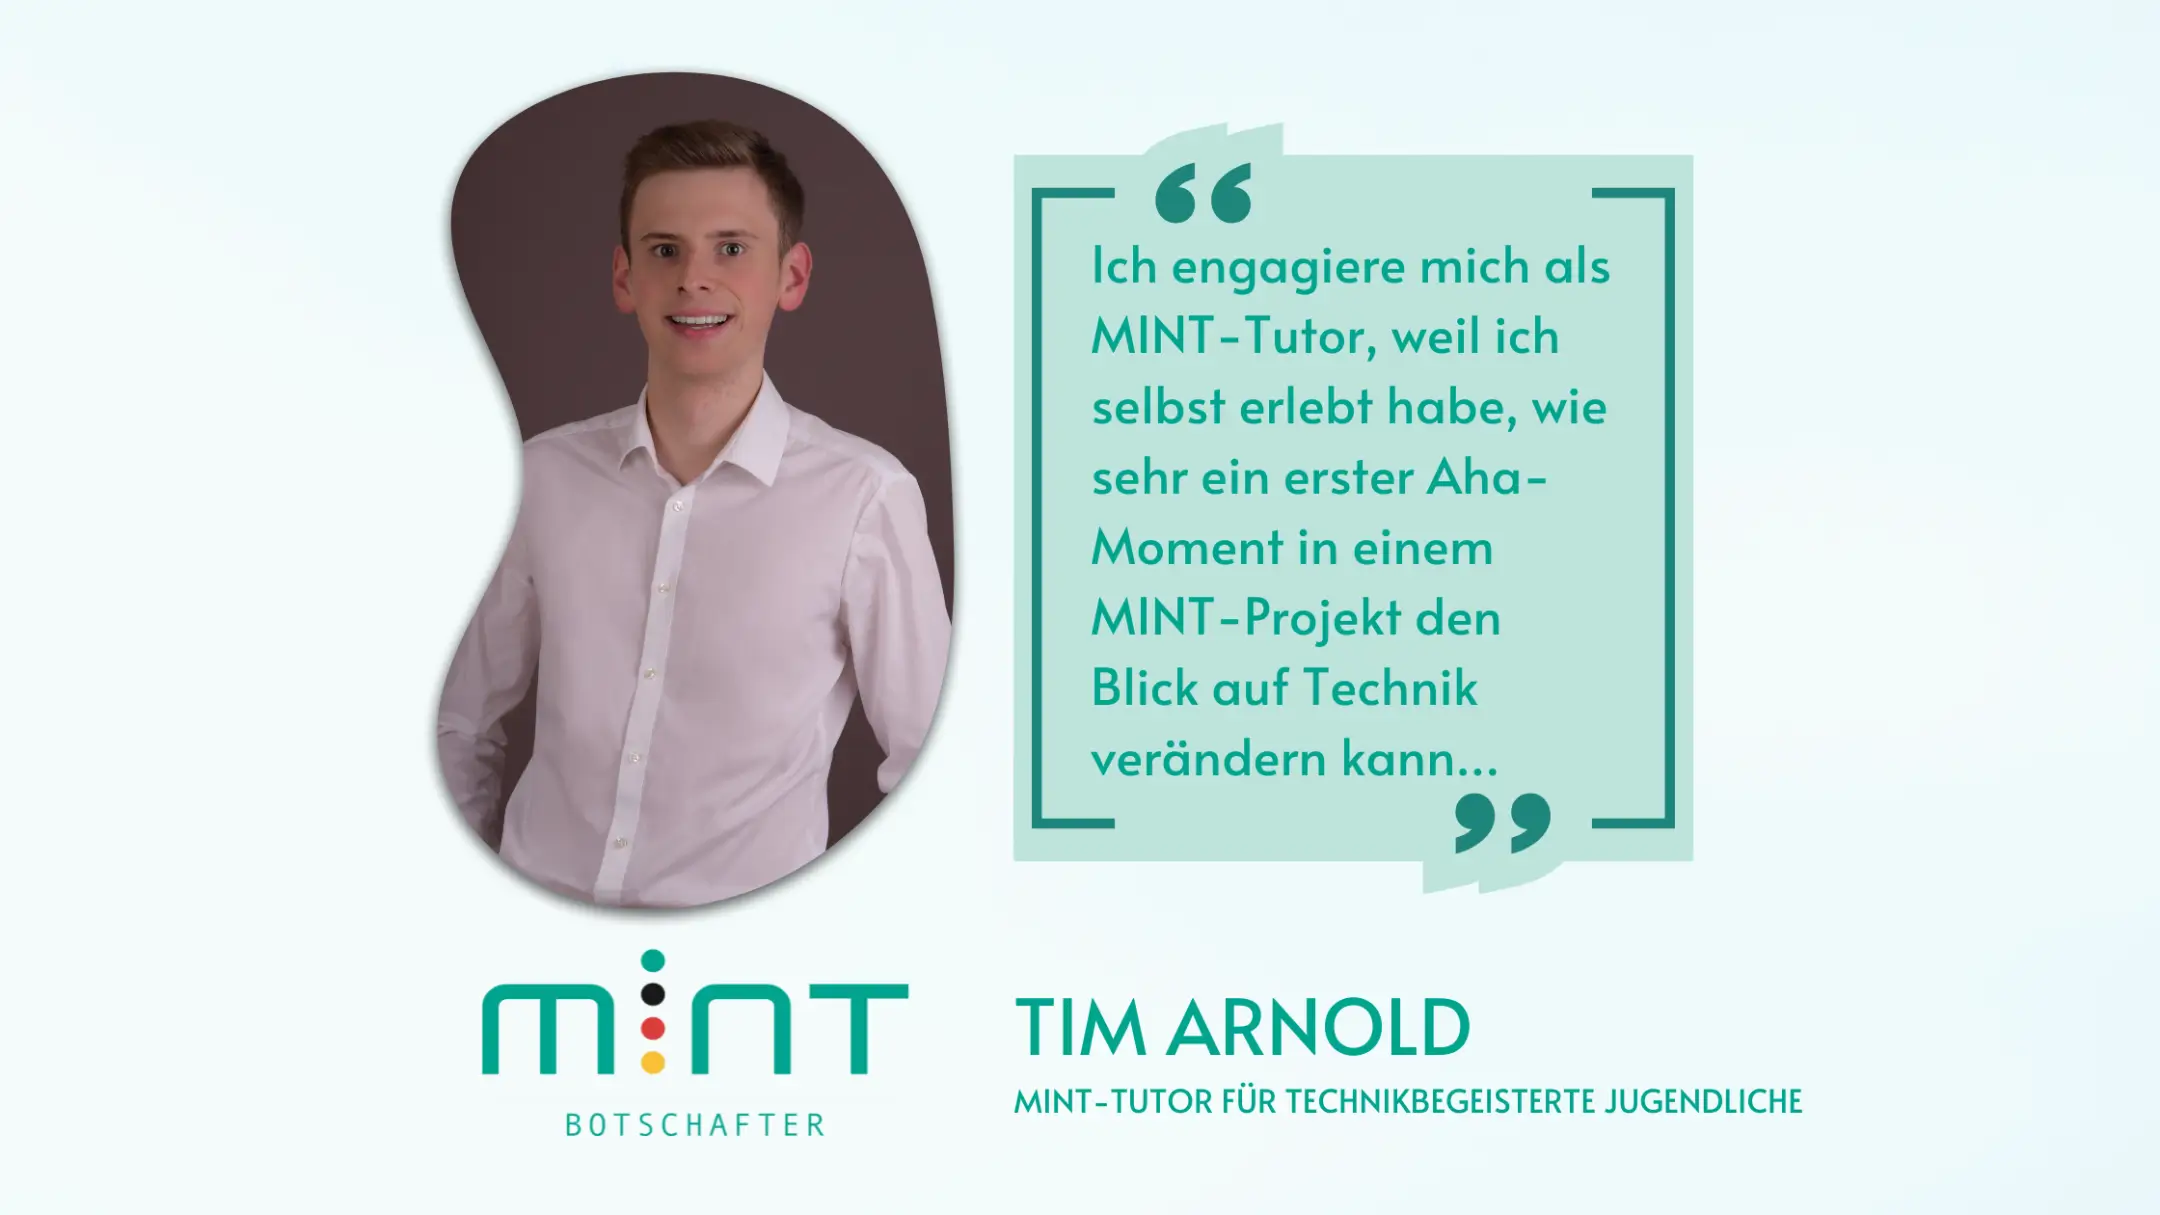 “
Ich engagiere mich als
MINT-Tutor, weil ich
selbst erlebt habe, wie
sehr ein erster Aha-
Moment in einem
MINT-Projekt den
Blick auf Technik
verändern kann...
”
mint
BOTSCHAFTER
TIM ARNOLD
MINT-TUTOR FÜR TECHNIKBEGEISTERTE JUGENDLICHE